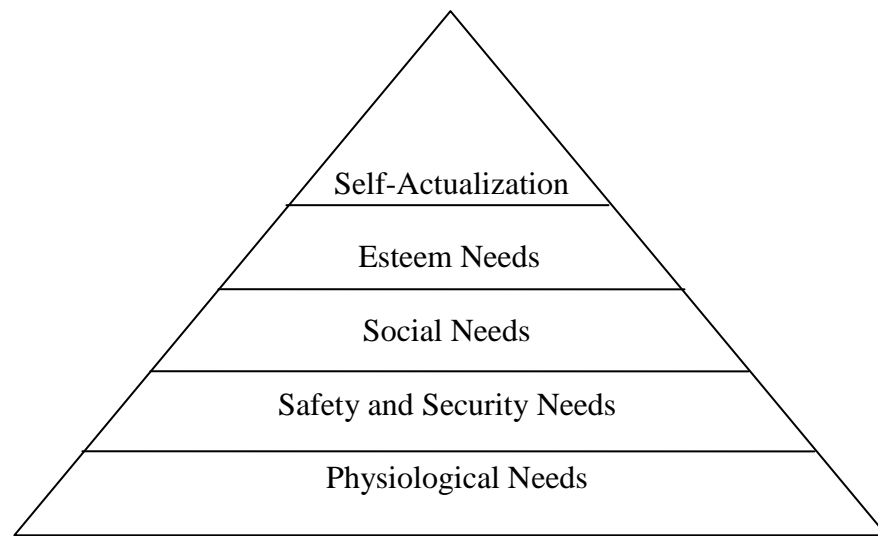 Self-Actualization
Esteem Needs
Social Needs
Safety and Security Needs
Physiological Needs